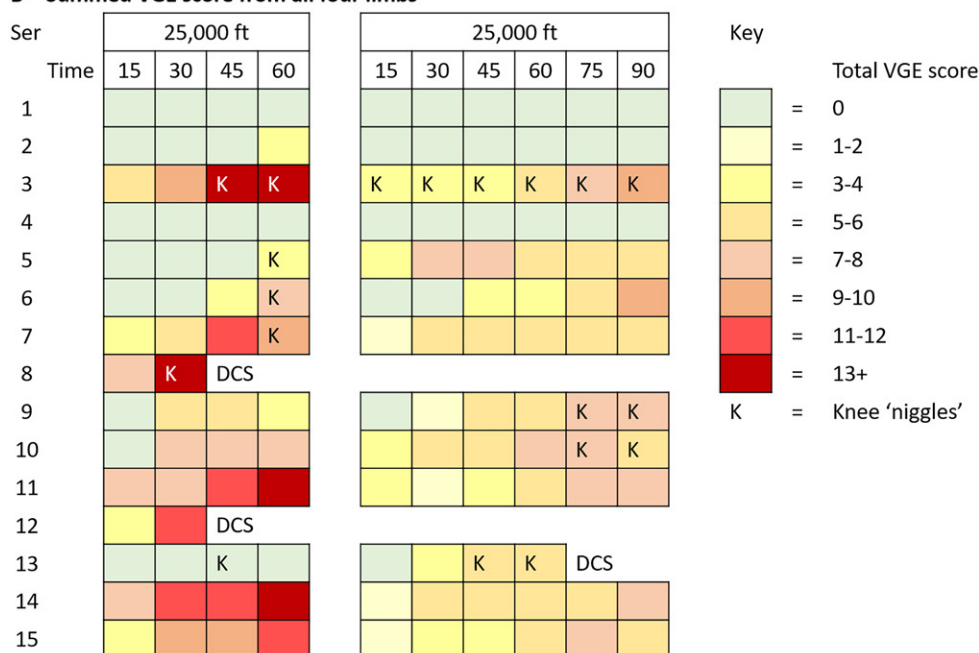 Ser 25,000 ft 25,000 ft Key
Time 15 30 45 60 15 30 45 60 75 90 Total VGE score
1 = 0
2 = 1-2
3 K K K K K K K K = 3-4
4 = 5-6
5 K = 7-8
6 K = 9-10
7 K = 11-12
8 K DCS = 13+
9 K K K = Knee ‘niggles’
10 K K
11
12 DCS
13 K K K DCS
14
15